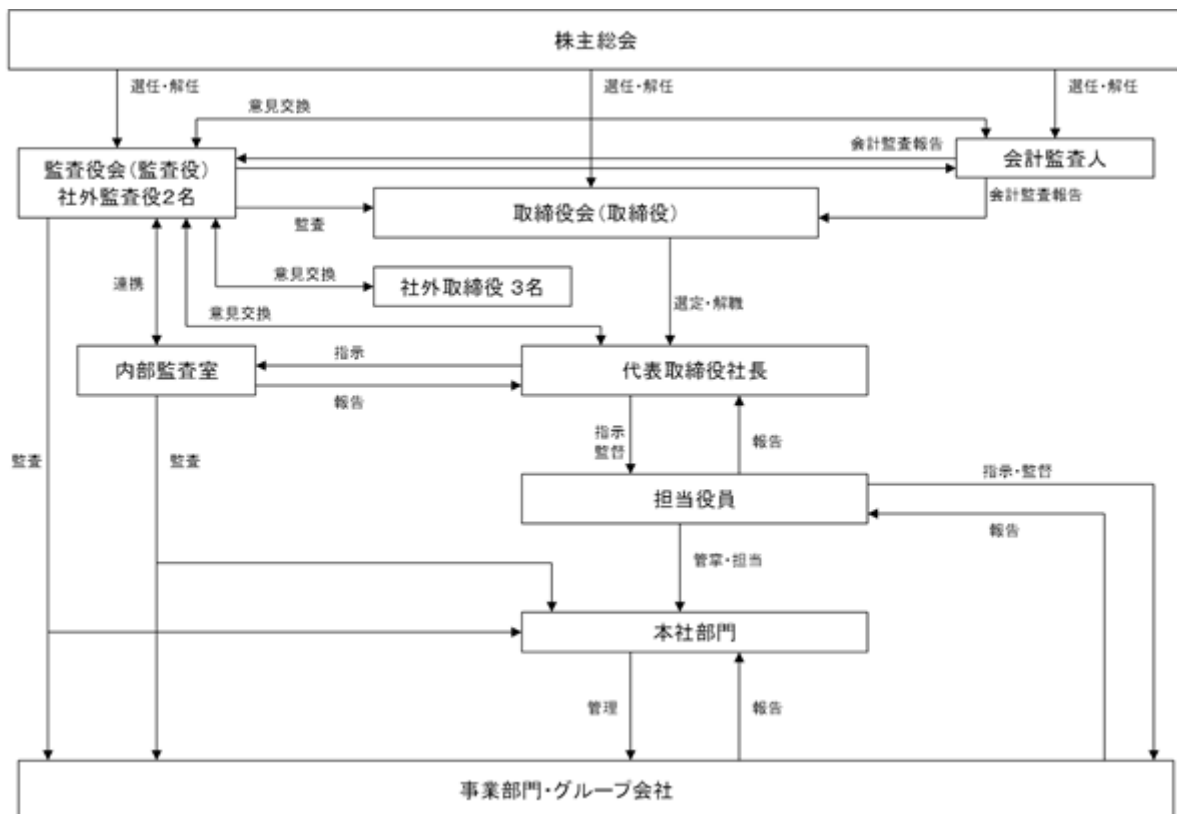 株主総会
選任・解任
選任・解任
選任・解任
意見交換
会計監査報告
会計監査人
監査役会(監査役)
社外監査役2名
会計監査報告
監査
取締役会(取締役)
意見交換
社外取締役 3名
連携
選定・解職
意見交換
指示
内部監査室
代表取締役社長
報告
指示
監督
報告
監査
監査
指示・監督
担当役員
報告
管掌・担当
本社部門
管理
報告
事業部門・グループ会社